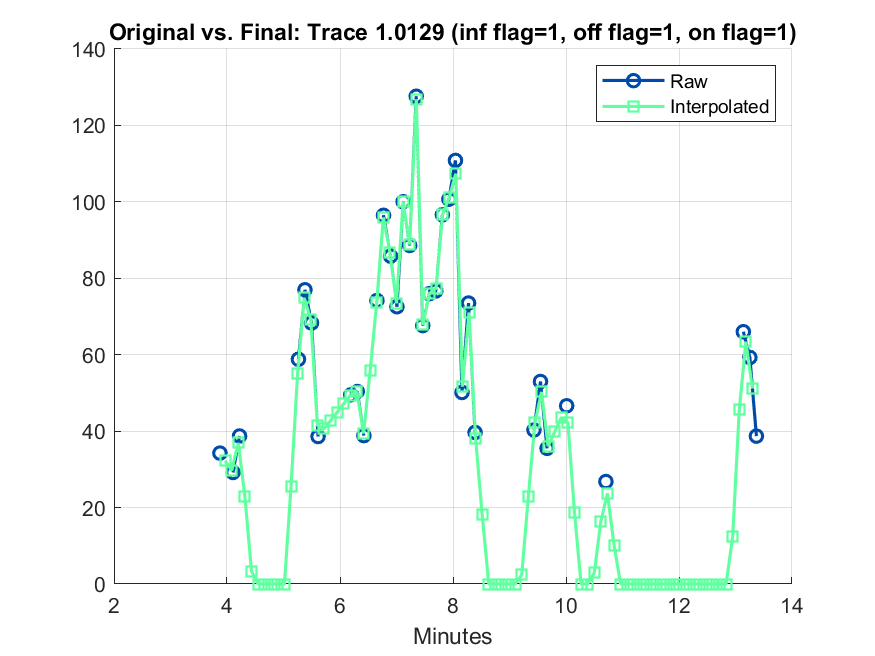 Original vs. Final: Trace 1.0129 (inf flag=1, off flag=1, on flag=1)
140
120
100
80
60
40
20
0
Raw
Interpolated
2 4 6 8 10 12 14
Minutes